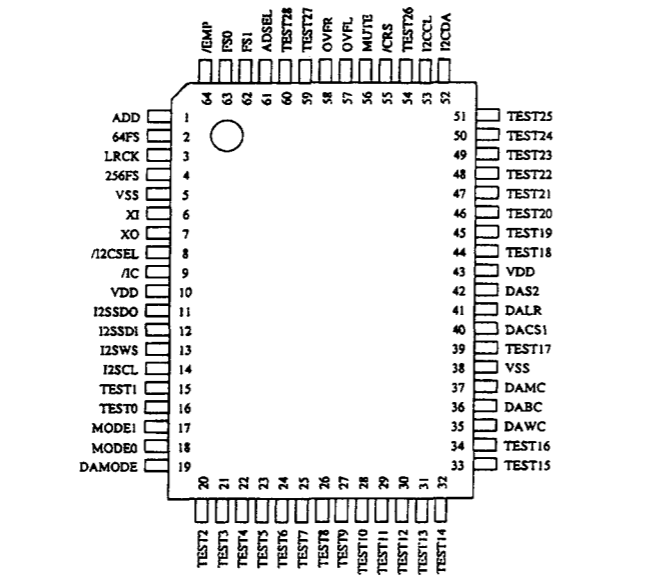 /EMP FS0 FS1 ADSEL TEST28 TEST27 OVFR OVFL MUTE /CRS TEST26 I2CCL I2CDA
64 63 62 61 60 59 58 57 56 55 54 53 52
ADD 1 51 TEST25
64FS 2 50 TEST24
LRCK 3 49 TEST23
256FS 4 48 TEST22
VSS 5 47 TEST21
XI 6 46 TEST20
XO 7 45 TEST19
/I2CSEL 8 44 TEST18
/IC 9 43 VDD
VDD 10 42 DAS2
I2SSDO 11 41 DALR
I2SSDI 12 40 DACS1
I2SWS 13 39 TEST17
I2SCL 14 38 VSS
TEST1 15 37 DAMC
TEST0 16 36 DABC
MODE1 17 35 DAWC
MODE0 18 34 TEST16
DAMODE 19 33 TEST15
20 21 22 23 24 25 26 27 28 29 30 31 32
TEST2 TEST3 TEST4 TEST5 TEST6 TEST7 TEST8 TEST9 TEST10 TEST11 TEST12 TEST13 TEST14